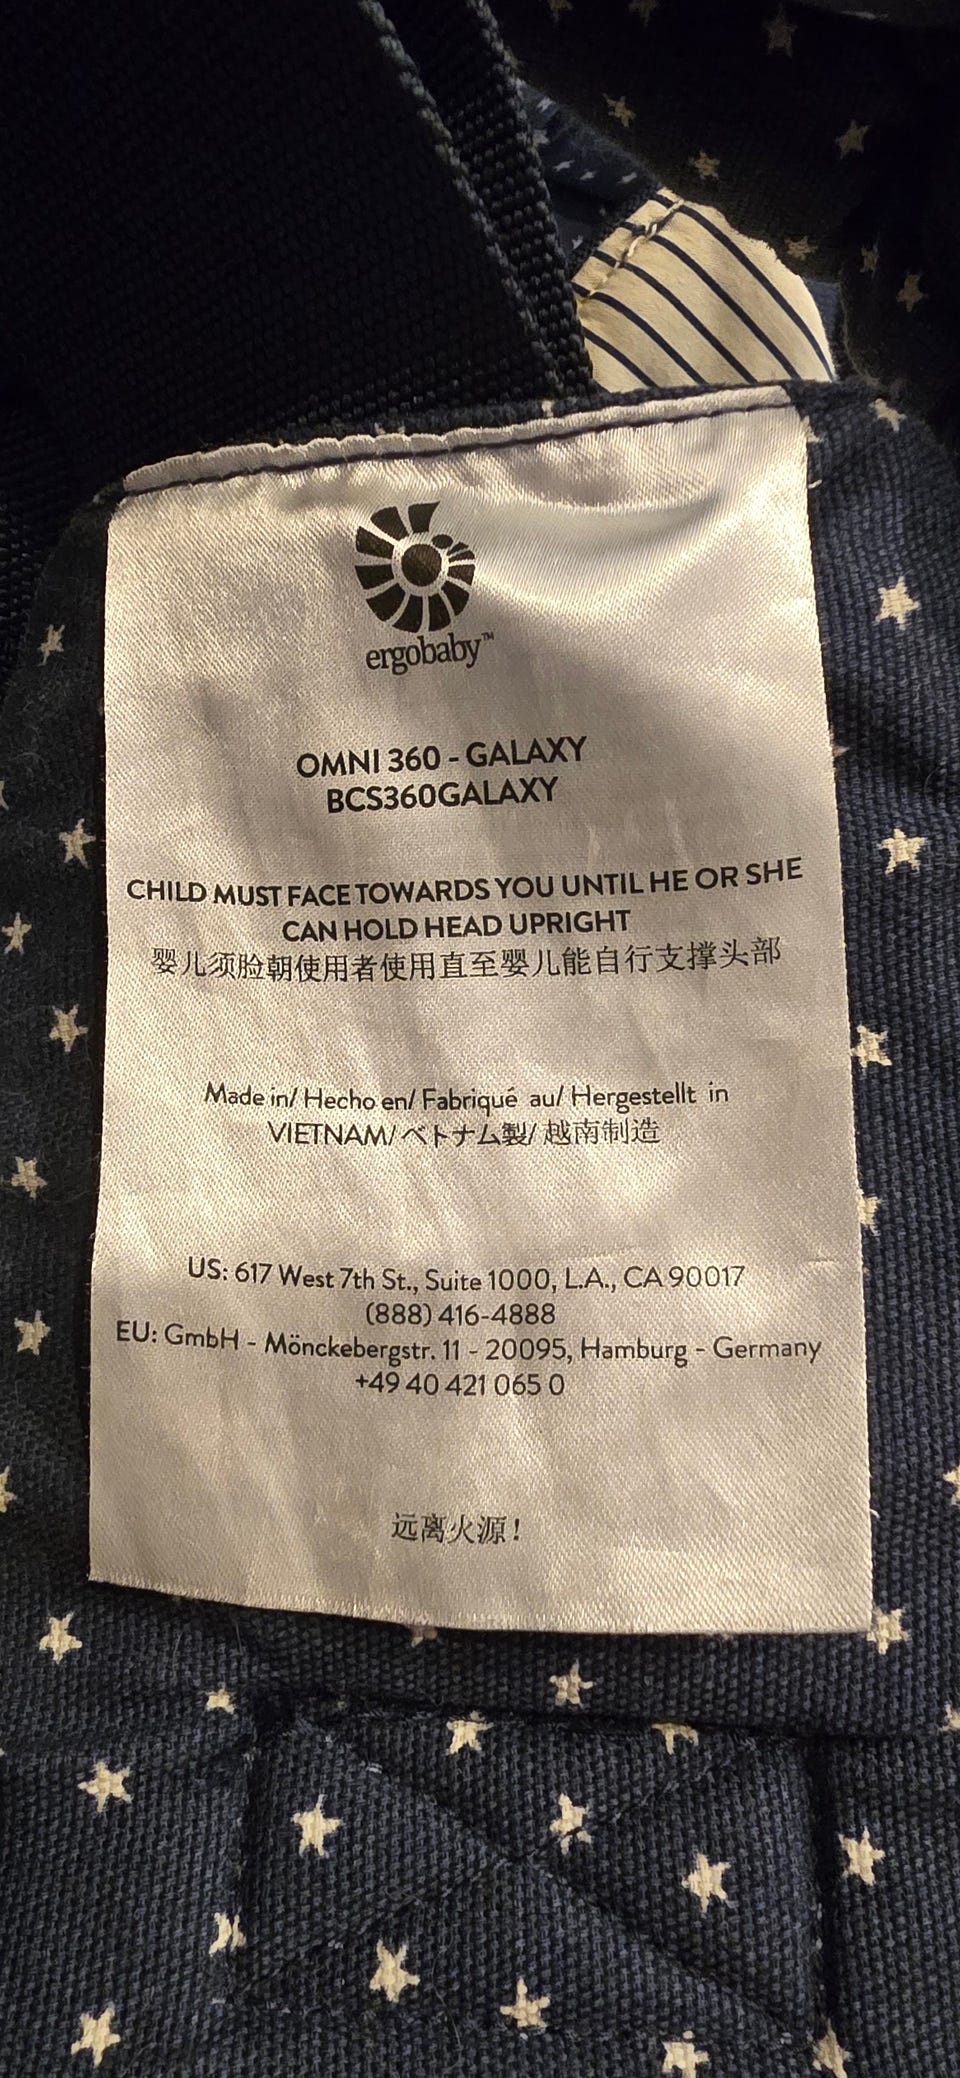 ergobaby™
OMNI 360 - GALAXY
BCS360GALAXY
CHILD MUST FACE TOWARDS YOU UNTIL HE OR SHE
CAN HOLD HEAD UPRIGHT
婴儿须脸朝使用者使用直至婴儿能自行支撑头部
Made in/ Hecho en/ Fabriqué au/ Hergestellt in
VIETNAM/ベトナム製/ 越南制造
US: 617 West 7th St., Suite 1000, L.A., CA 90017
(888) 416-4888
EU: GmbH - Mönckebergstr. 11 - 20095, Hamburg - Germany
+49 40 421 065 0
远离火源！